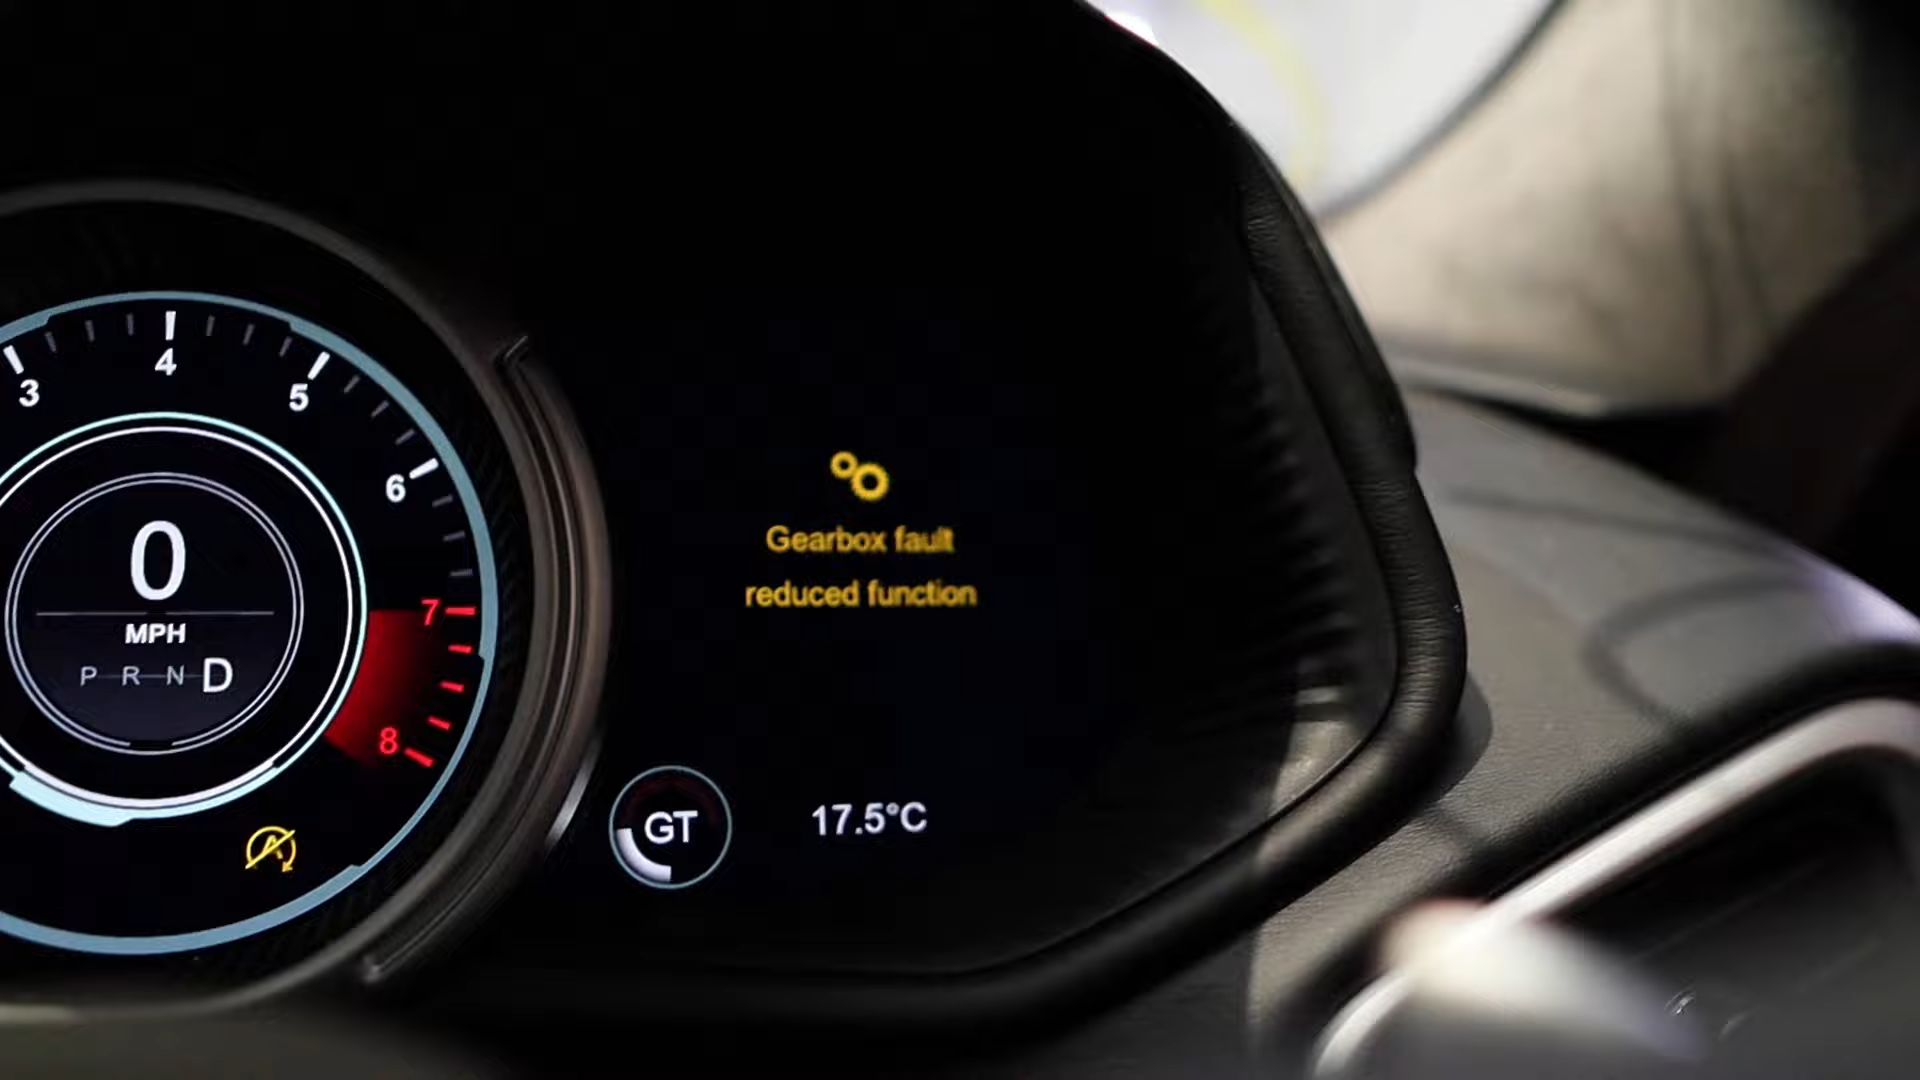 3 4 5 6 7 8
0
MPH
P R N D
Gearbox fault
reduced function
GT
17.5°C
A